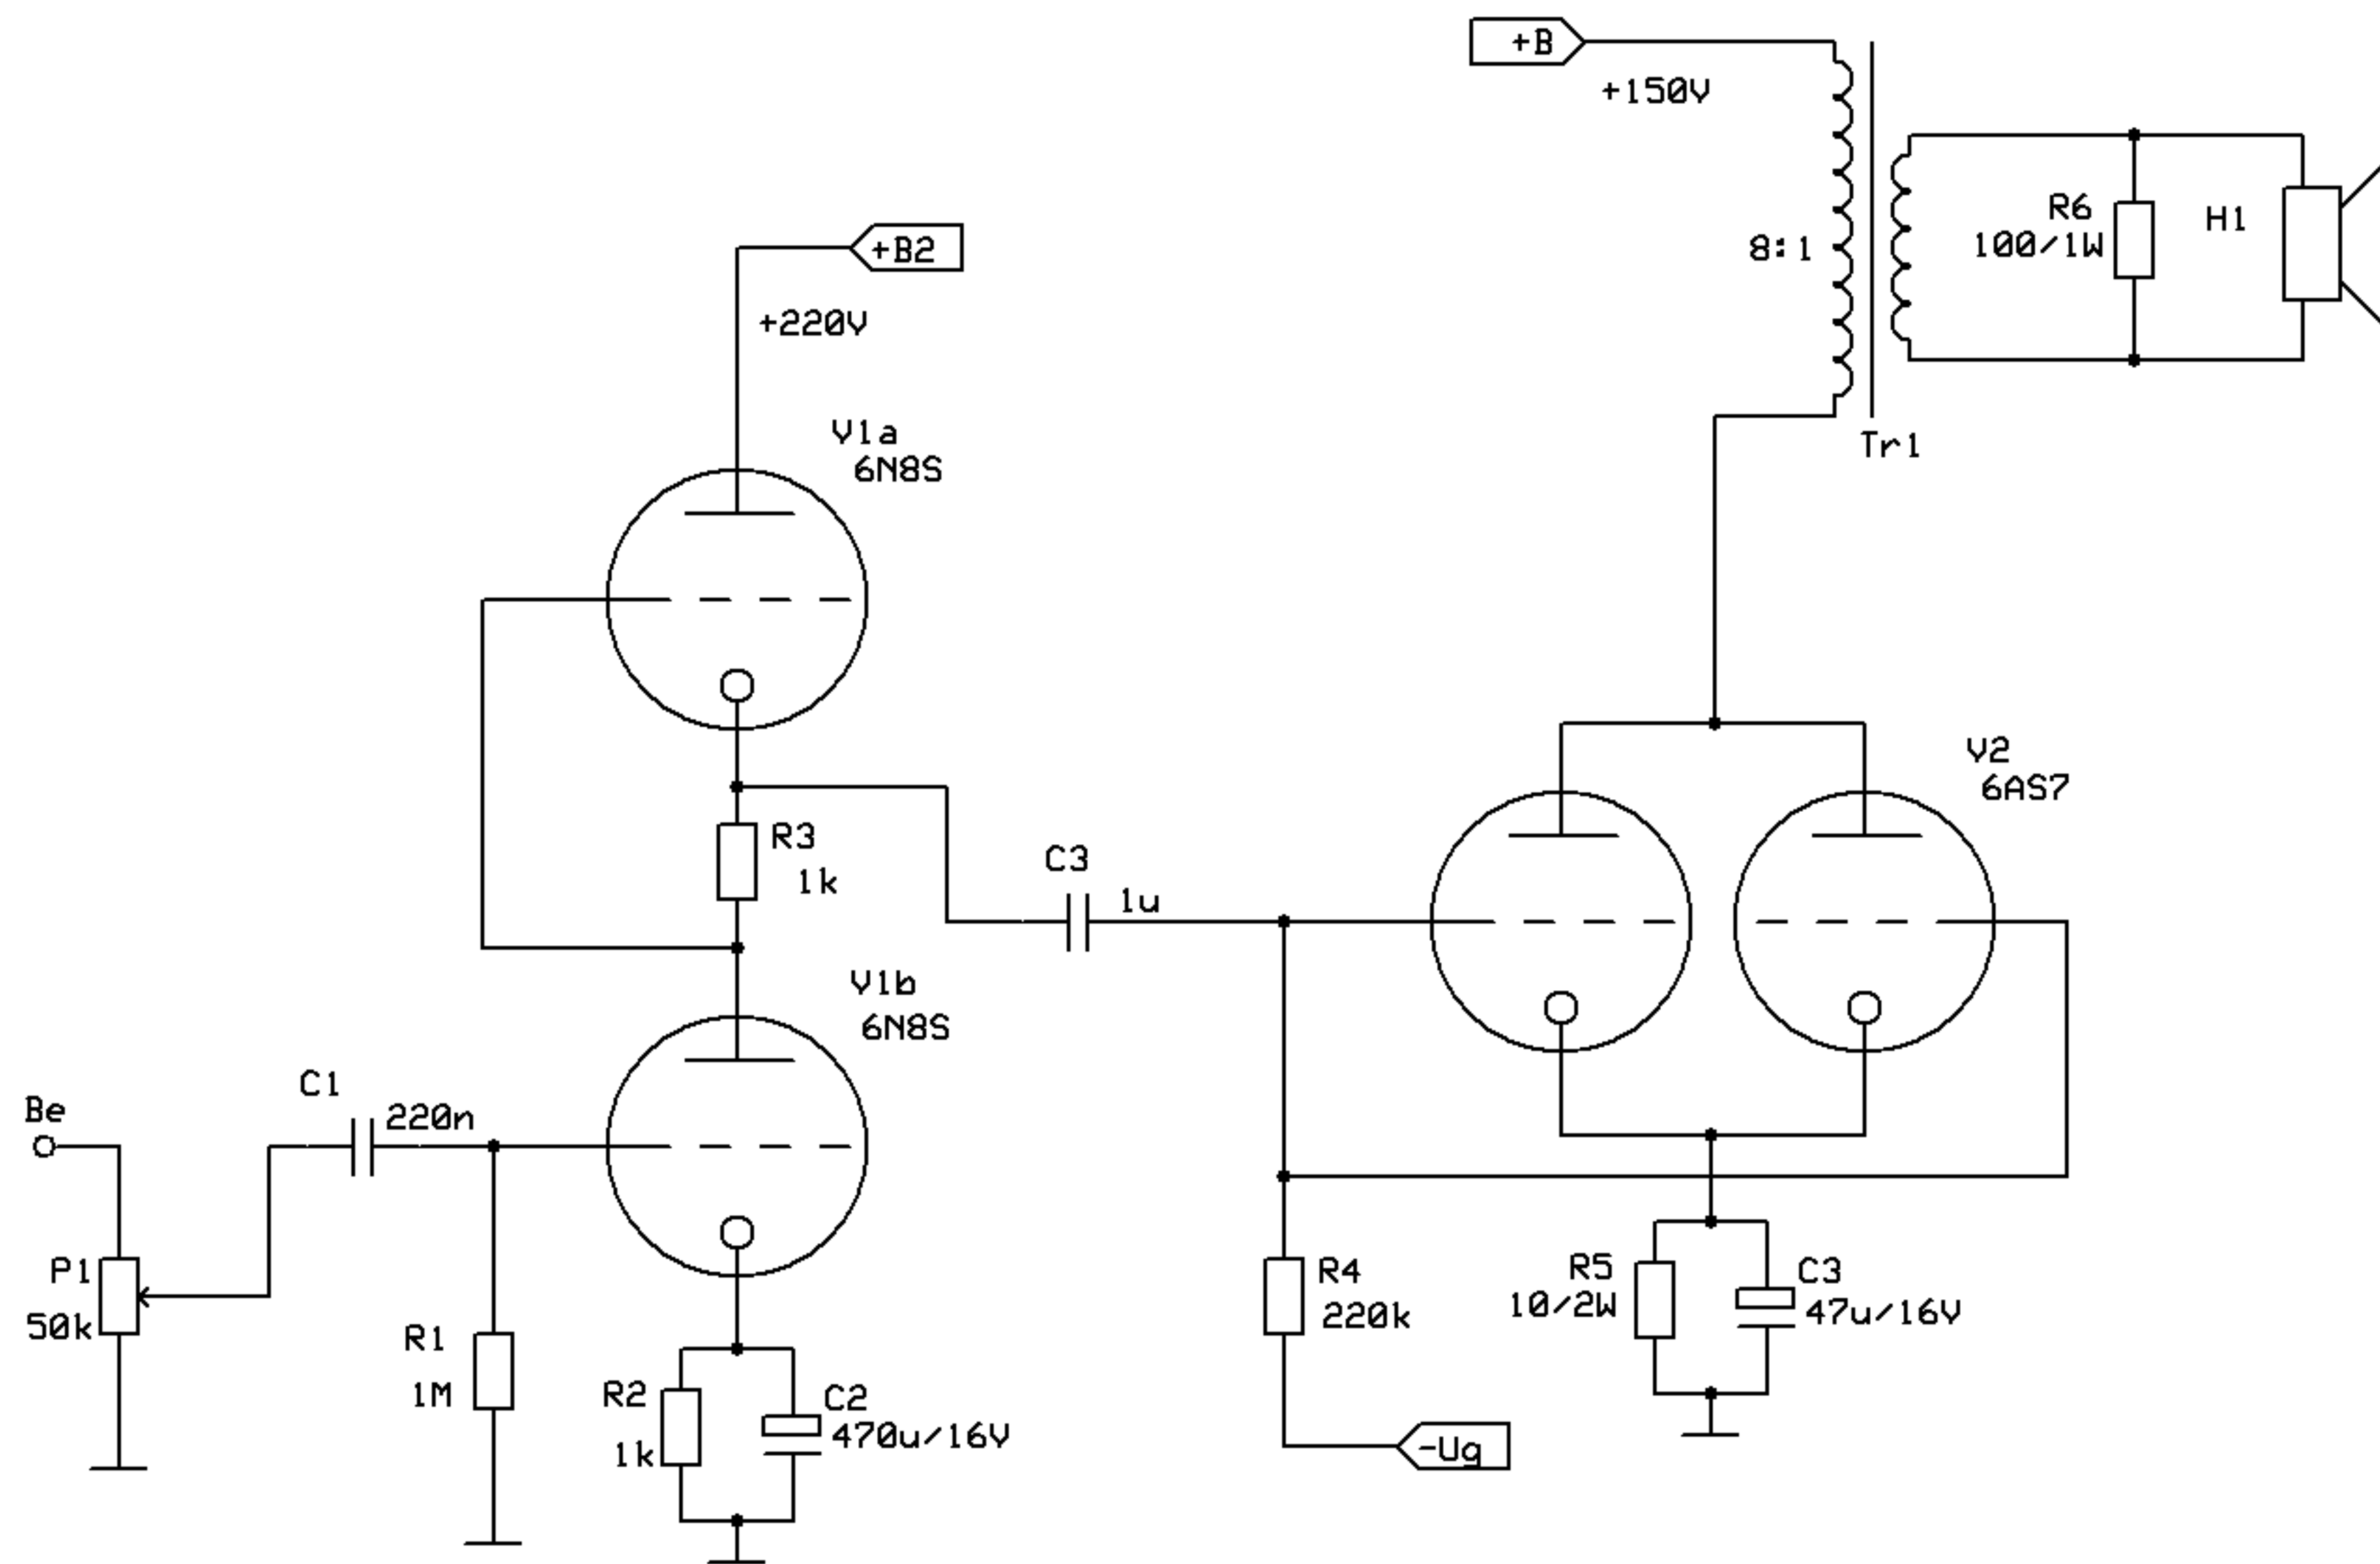 +B
+150V
R6
100/1W
H1
8:1
Tr1
+B2
+220V
V1a
6N8S
V2
6AS7
R3
1k
C3
1u
V1b
6N8S
C1
220n
Be
P1
50k
R1
1M
R2
1k
C2
470u/16V
R4
220k
R5
10/2W
C3
47u/16V
-Ug